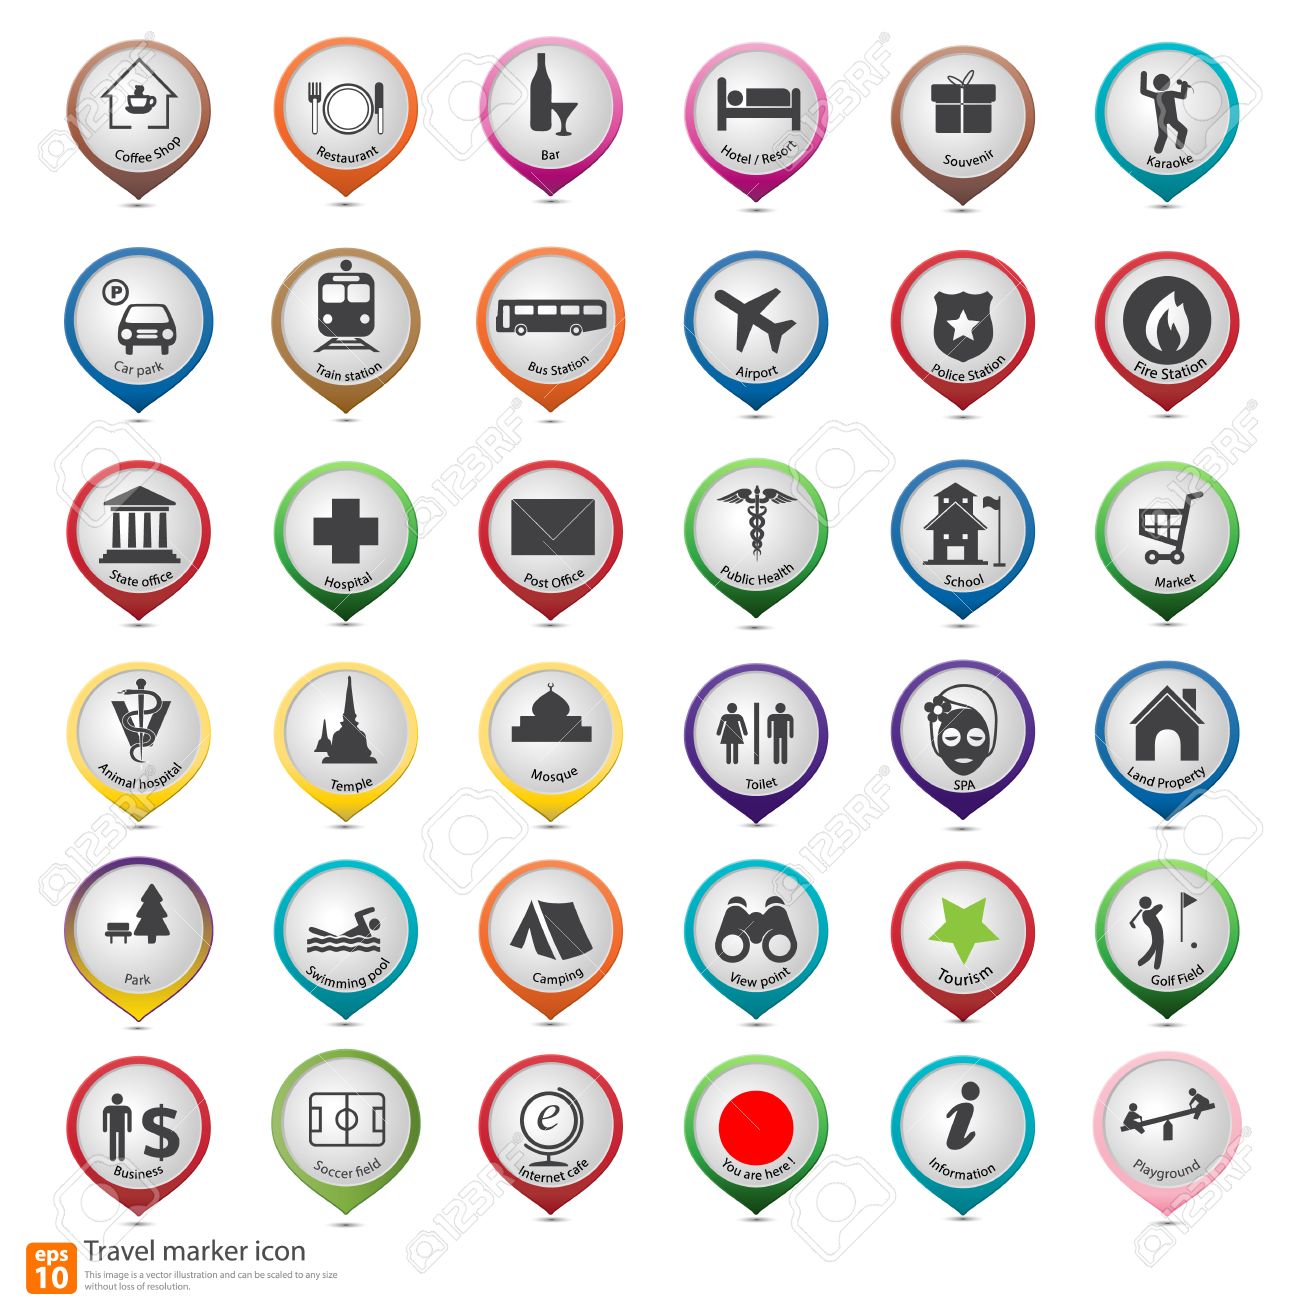 Coffee Shop
Restaurant
Bar
Hotel / Resort
Souvenir
Karaoke
P
Car park
Train station
Bus Station
Airport
Police Station
Fire Station
State office
Hospital
Post Office
Public Health
School
Market
V
Animal hospital
Temple
Mosque
Toilet
SPA
Land Property
Park
Swimming pool
Camping
View point
Tourism
Golf Field
$
Business
Soccer field
e
Internet cafe
You are here !
i
Information
Playground
eps
10
Travel marker icon
This image is a vector illustration and can be scaled to any size
without loss of resolution.
©123RF